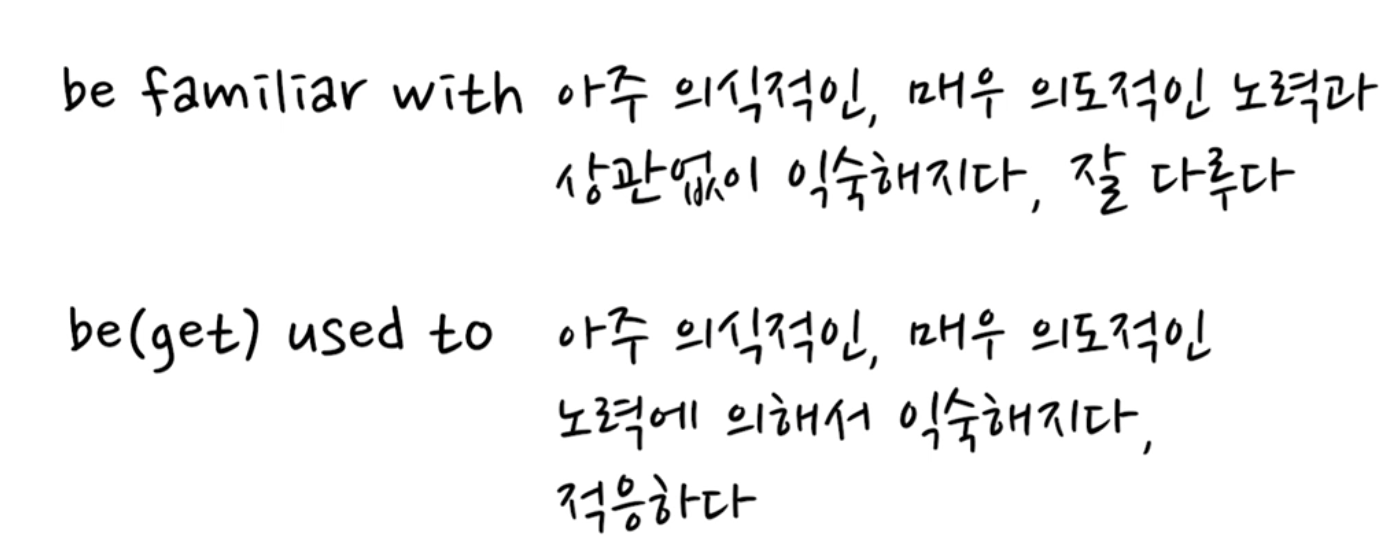 be familiar with 아주 의식적인, 매우 의도적인 노력과
상관없이 익숙해지다, 잘 다루다
be(get) used to 아주 의식적인, 매우 의도적인
노력에 의해서 익숙해지다,
적응하다